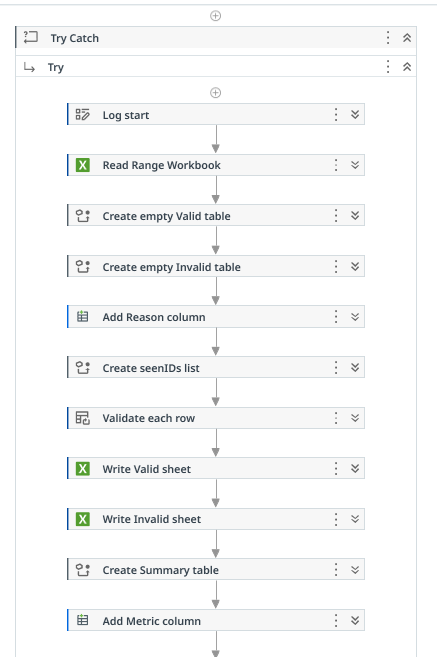 Try Catch
Try
Log start
Read Range Workbook
Create empty Valid table
Create empty Invalid table
Add Reason column
Create seenIDs list
Validate each row
Write Valid sheet
Write Invalid sheet
Create Summary table
Add Metric column